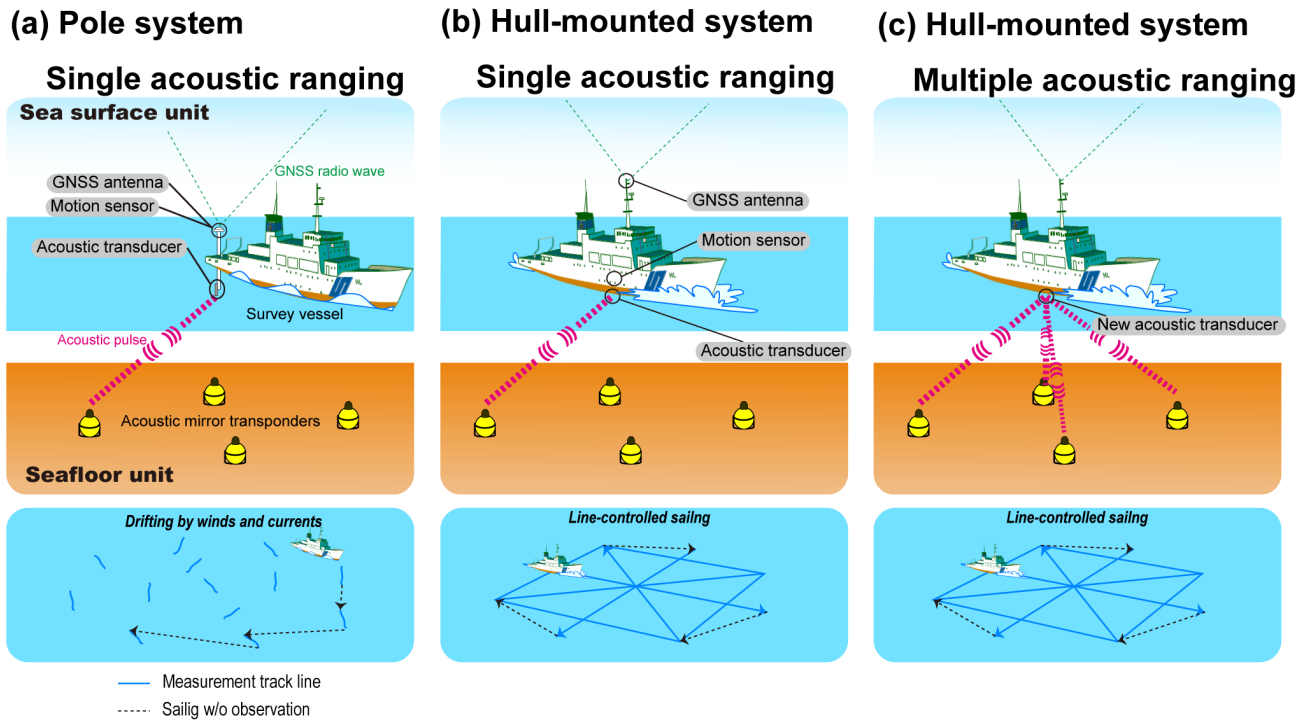 (a) Pole system
Single acoustic ranging
Sea surface unit
GNSS radio wave
GNSS antenna
Motion sensor
Acoustic transducer
Survey vessel
Acoustic pulse
Acoustic mirror transponders
Seafloor unit
Drifting by winds and currents
Measurement track line
Sailig w/o observation
(b) Hull-mounted system
Single acoustic ranging
GNSS antenna
Motion sensor
Acoustic transducer
Line-controlled sailng
(c) Hull-mounted system
Multiple acoustic ranging
New acoustic transducer
Line-controlled sailng